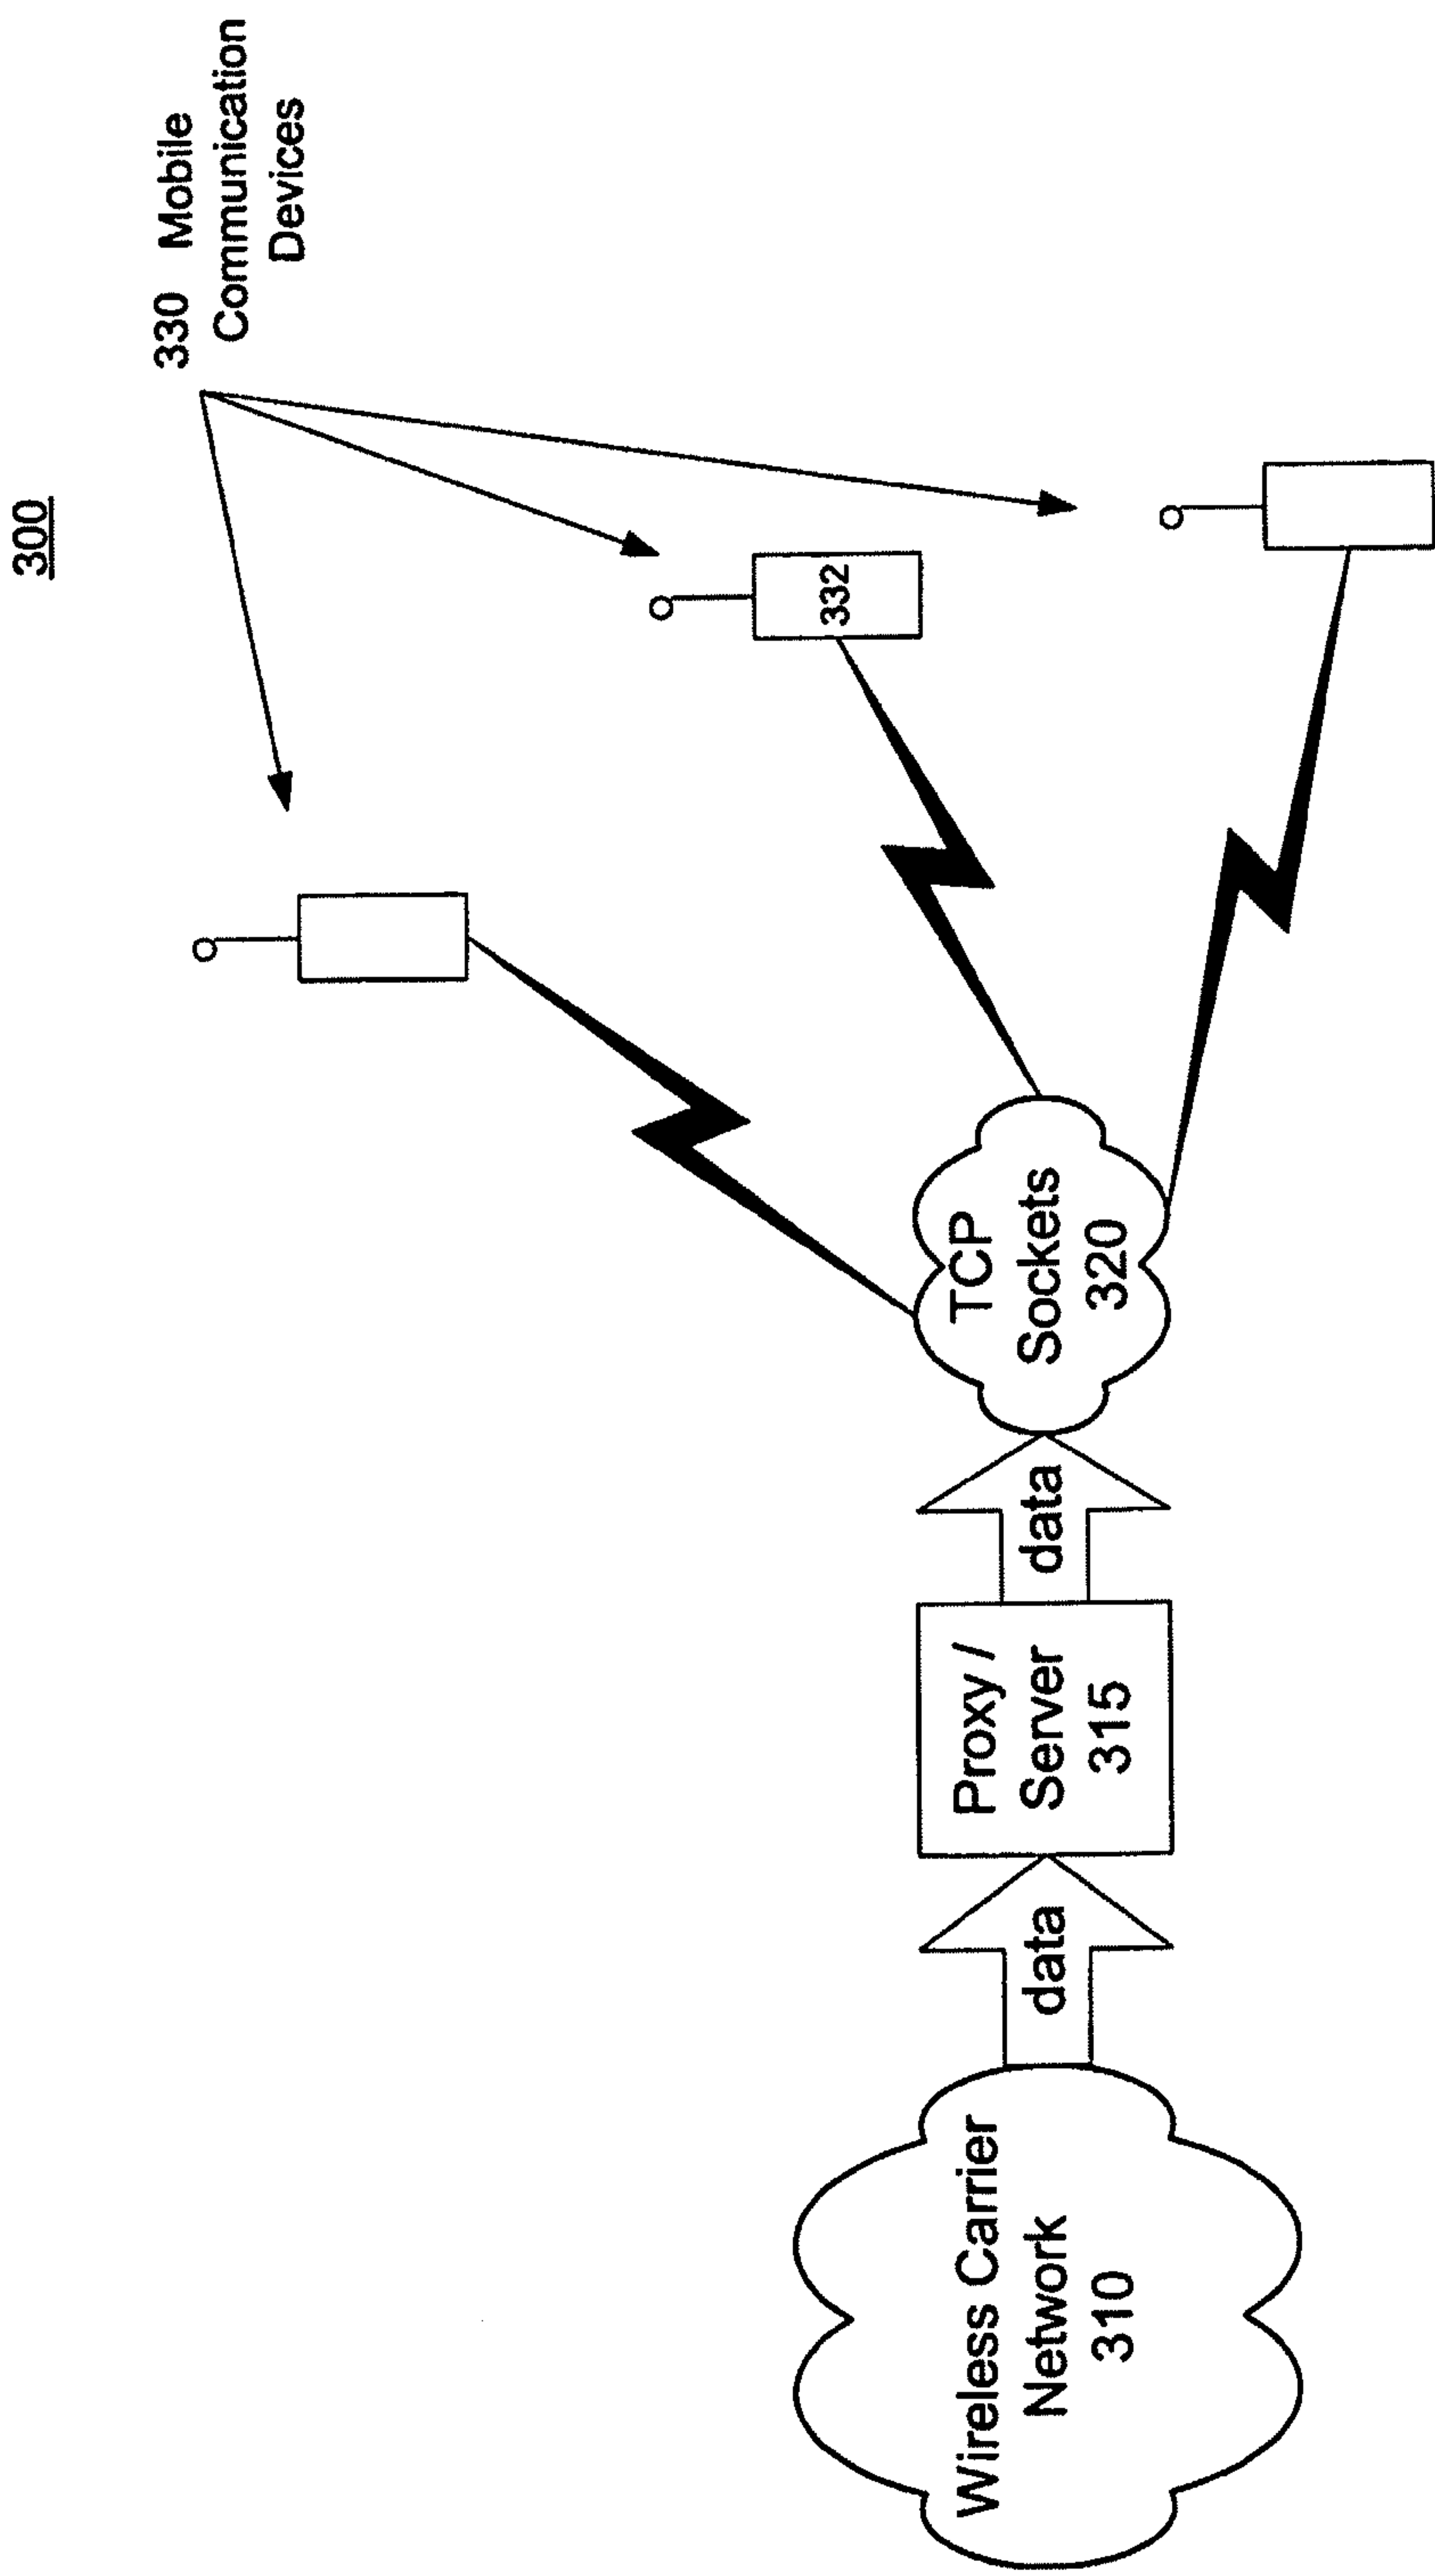 300
330 Mobile
Communication
Devices
332
Wireless Carrier
Network
310
data
Proxy /
Server
315
data
TCP
Sockets
320